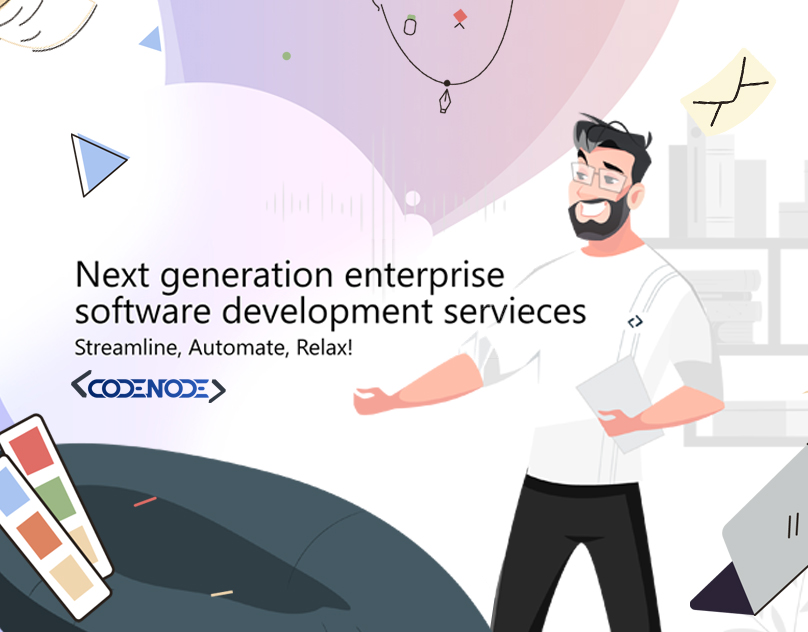 Next generation enterprise
software development servieces
Streamline, Automate, Relax!
<CODENODE>